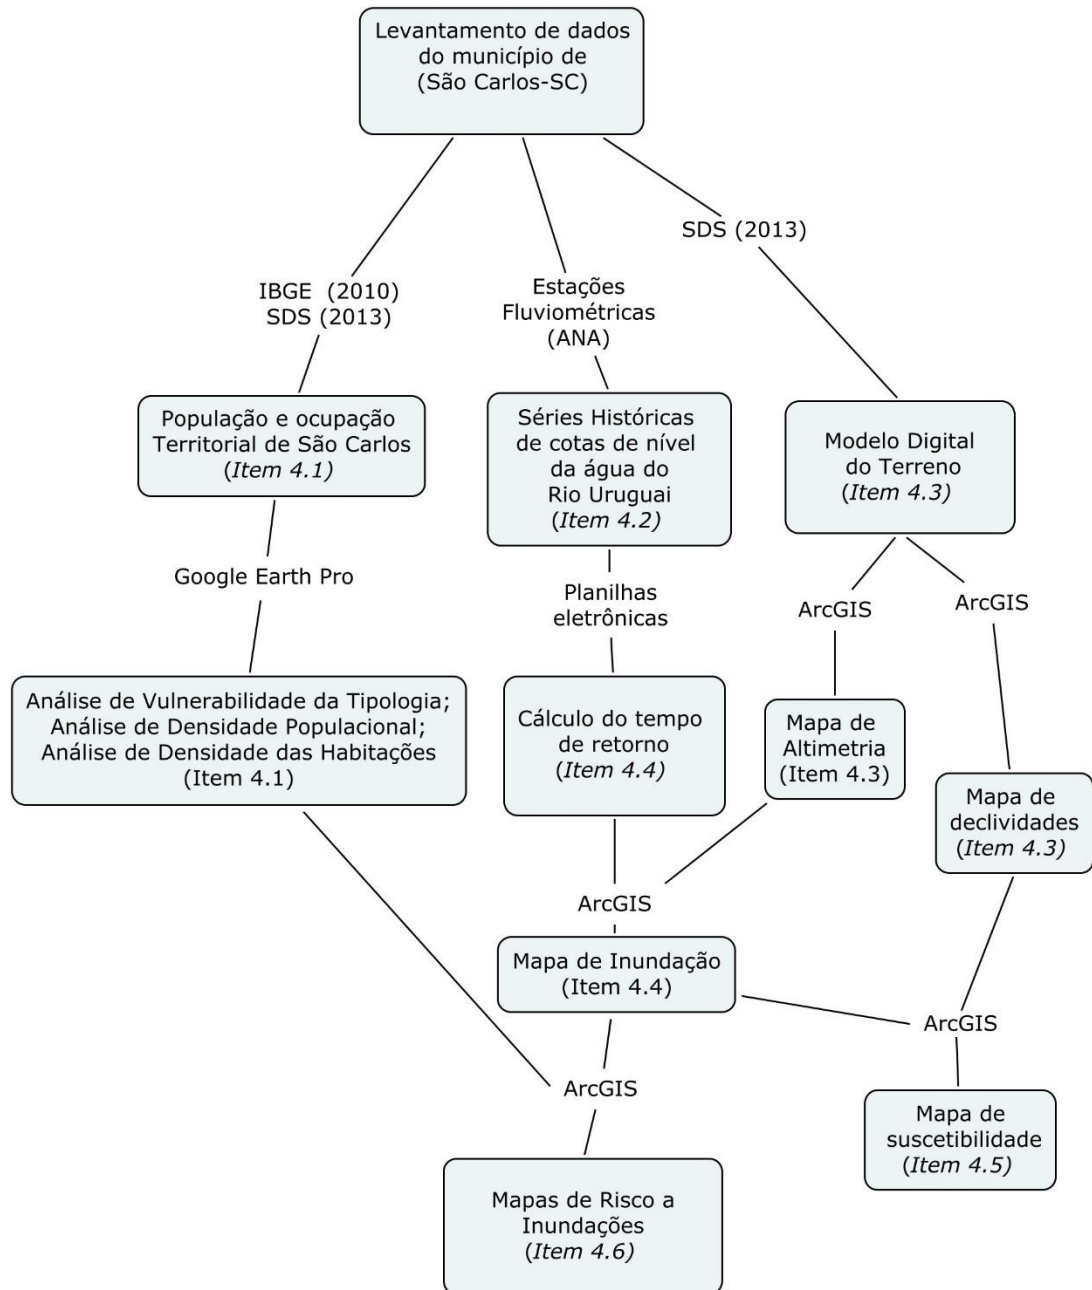 Levantamento de dados
do município de
(São Carlos-SC)
SDS (2013)
IBGE (2010)
SDS (2013)
Estações
Fluviométricas
(ANA)
População e ocupação
Territorial de São Carlos
(Item 4.1)
Séries Históricas
de cotas de nível
da água do
Rio Uruguai
(Item 4.2)
Modelo Digital
do Terreno
(Item 4.3)
Google Earth Pro
Planilhas
eletrônicas
ArcGIS
ArcGIS
Análise de Vulnerabilidade da Tipologia;
Análise de Densidade Populacional;
Análise de Densidade das Habitações
(Item 4.1)
Cálculo do tempo
de retorno
(Item 4.4)
Mapa de
Altimetria
(Item 4.3)
Mapa de
declividades
(Item 4.3)
ArcGIS
Mapa de Inundação
(Item 4.4)
ArcGIS
ArcGIS
Mapa de
suscetibilidade
(Item 4.5)
Mapas de Risco a
Inundações
(Item 4.6)